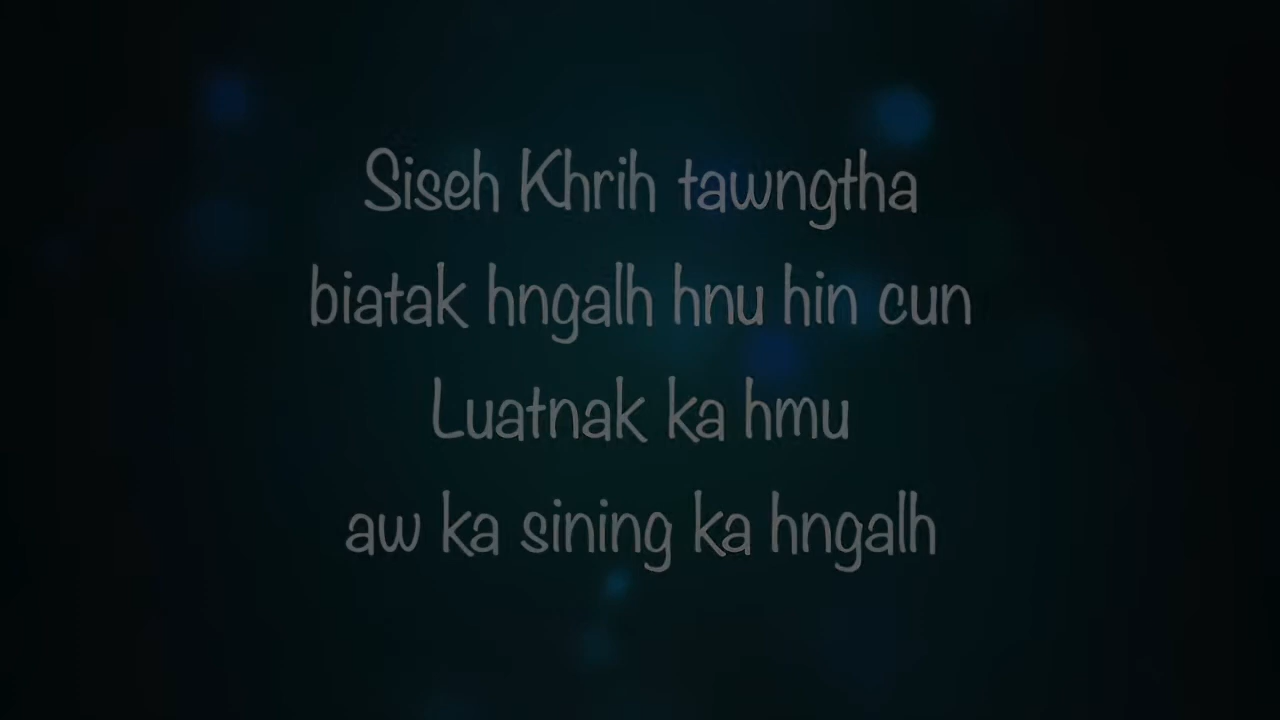 Siseh Khrih tawngtha
biatak hngalh hnu hin cun
Luatnak ka hmu
aw ka sining ka hngalh